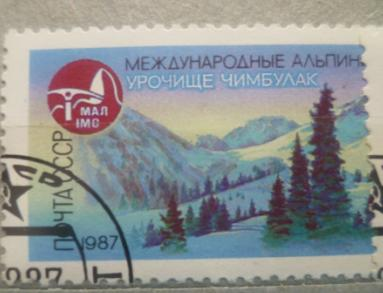 МЕЖДУНАРОДНЫЕ АЛЬПИН
УРОЧИЩЕ ЧИМБУЛАК
МАЛ
IMC
ПОЧТА СССР
1987